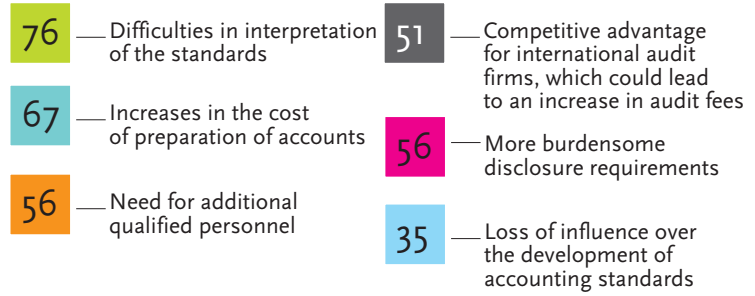 76
Difficulties in interpretation
of the standards
67
Increases in the cost
of preparation of accounts
56
Need for additional
qualified personnel
51
Competitive advantage
for international audit
firms, which could lead
to an increase in audit fees
56
More burdensome
disclosure requirements
35
Loss of influence over
the development of
accounting standards